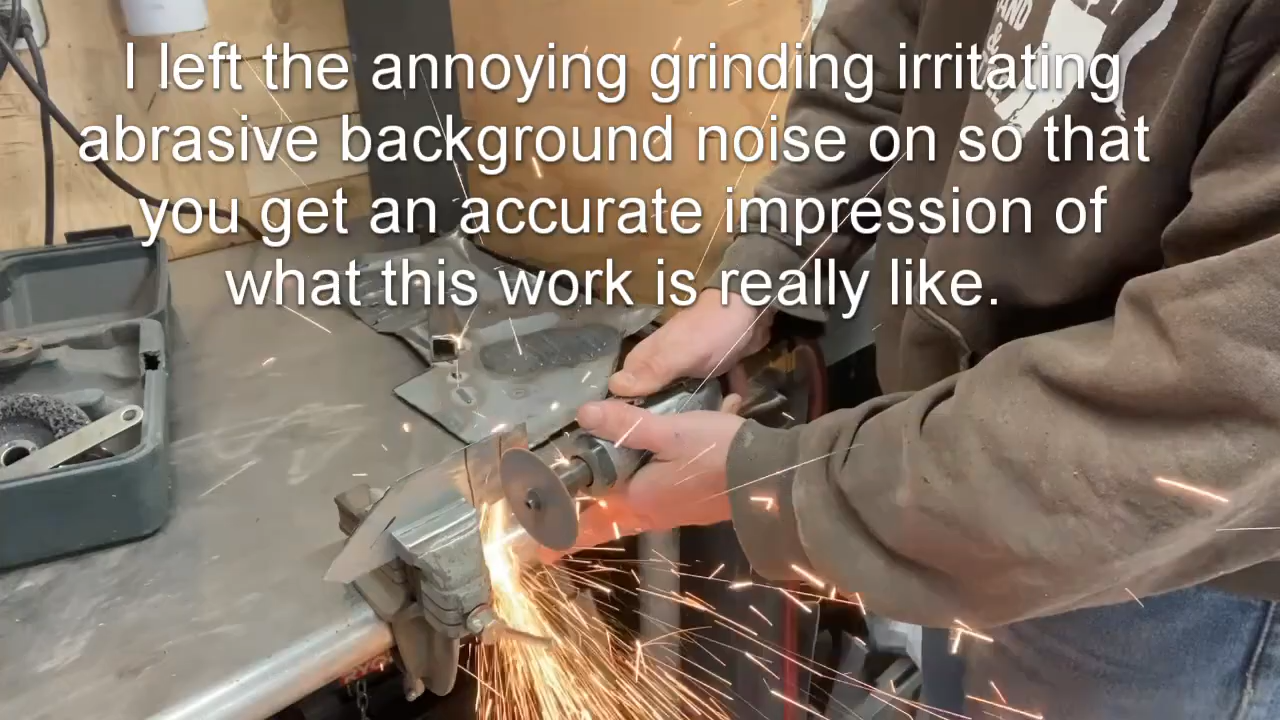 I left the annoying grinding irritating
abrasive background noise on so that
you get an accurate impression of
what this work is really like.
AND
&